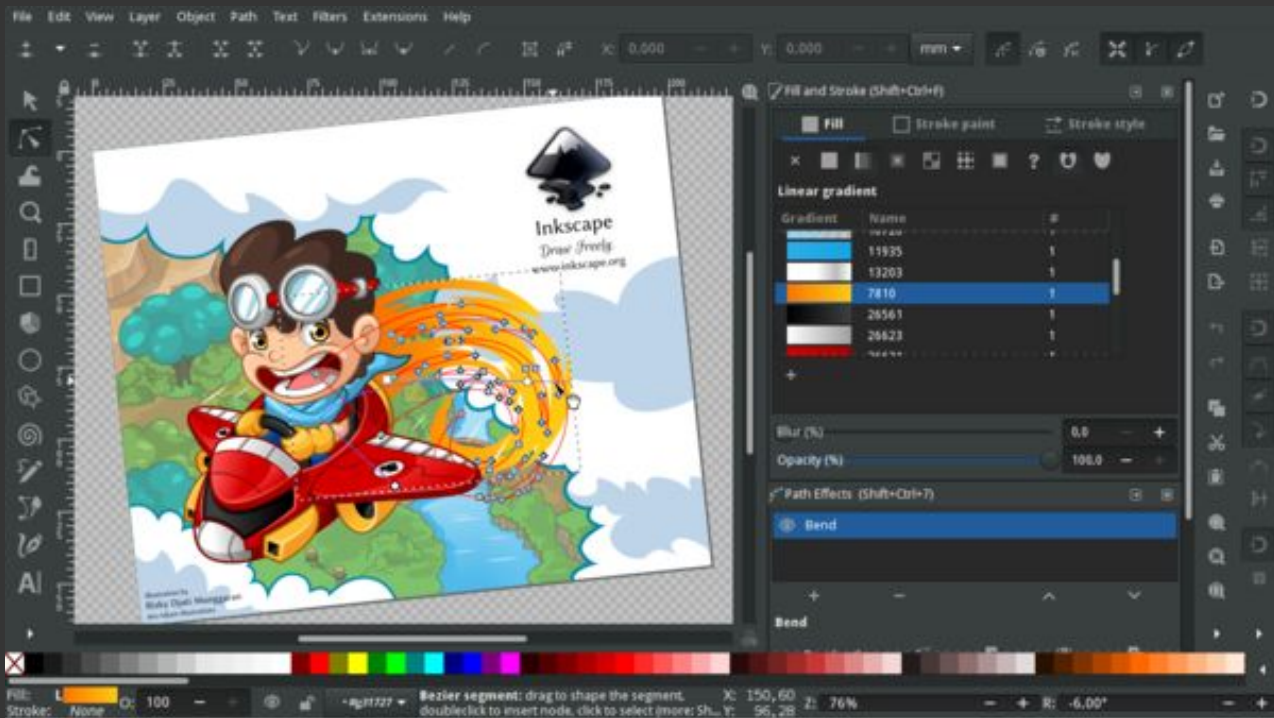 File Edit View Layer Object Path Text Filters Extensions Help
X: 0,000 Y: 0,000 mm
Fill and Stroke (Shift+Ctrl+F)
Fill Stroke paint Stroke style
Linear gradient
Gradient Name #
11935 1
13203 1
7810 1
26561 1
26623 1
Blur (%) 0,0
Opacity (%) 100,0
Path Effects (Shift+Ctrl+7)
Bend
Bend
Inkscape
Draw Freely.
www.inkscape.org
Illustration by
Fill: L O: 100
Stroke: None
Bezier segment: drag to shape the segment,
doubleclick to insert node, click to select (more: Sh...
X: 150,60
Y: 96,28
Z: 76%
R: -6,00°